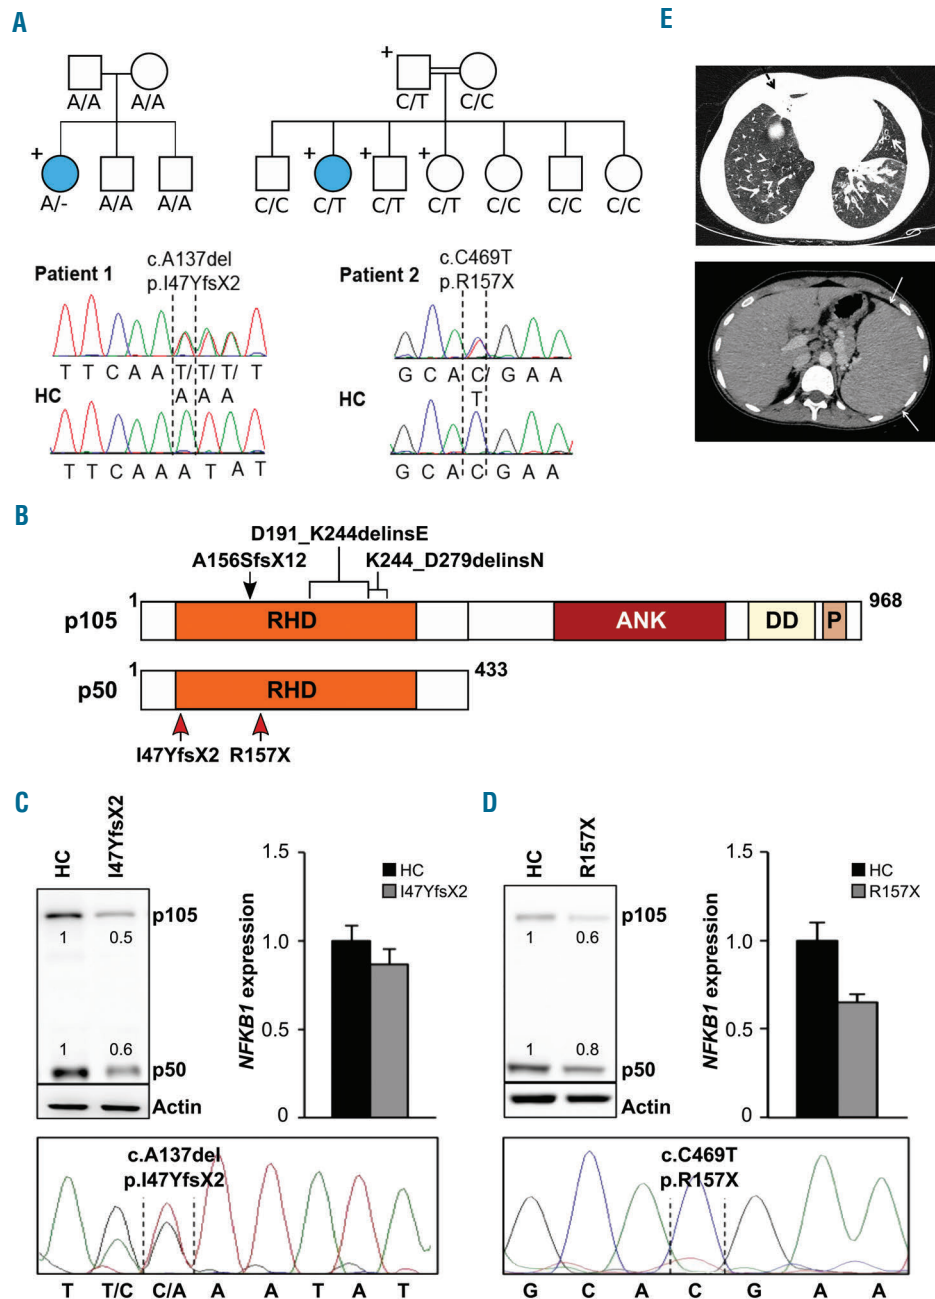 A
E
+
A/A A/A
C/T C/C
+ + + +
A/- A/A A/A
C/C C/T C/T C/T C/C C/C C/C
Patient 1
c.A137del
p.I47YfsX2
Patient 2
c.C469T
p.R157X
T T C A A T/ T/ T/ T
A A A
HC
T T C A A A T A T
G C A C/ G A A
T
HC
G C A C G A A
B
D191_K244delinsE
A156SfsX12
K244_D279delinsN
1 968
p105 RHD ANK DD P
1 433
p50 RHD
I47YfsX2 R157X
C
HC I47YfsX2
p105
1 0.5
1 0.6
p50
Actin
NFKB1 expression
1.5
1.0
0.5
0
HC
I47YfsX2
c.A137del
p.I47YfsX2
T T/C C/A A A T A T
D
HC R157X
p105
1 0.6
1 0.8
p50
Actin
NFKB1 expression
1.5
1.0
0.5
0
HC
R157X
c.C469T
p.R157X
G C A C G A A